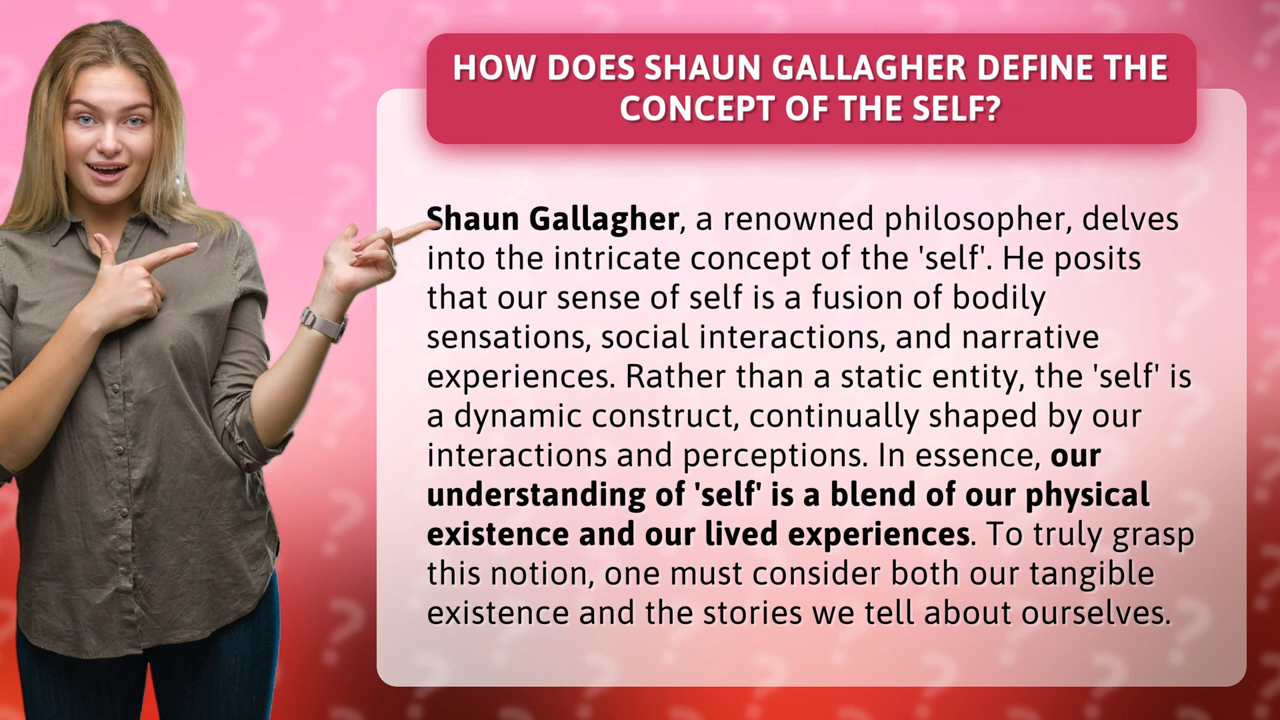 HOW DOES SHAUN GALLAGHER DEFINE THE
CONCEPT OF THE SELF?
Shaun Gallagher, a renowned philosopher, delves
into the intricate concept of the 'self'. He posits
that our sense of self is a fusion of bodily
sensations, social interactions, and narrative
experiences. Rather than a static entity, the 'self' is
a dynamic construct, continually shaped by our
interactions and perceptions. In essence, our
understanding of 'self' is a blend of our physical
existence and our lived experiences. To truly grasp
this notion, one must consider both our tangible
existence and the stories we tell about ourselves.